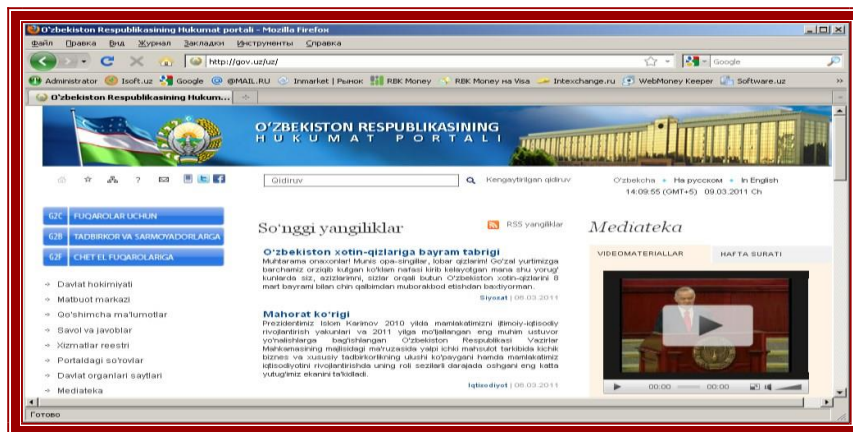 O'zbekiston Respublikasining Hukumat portali - Mozilla Firefox
Файл Правка Вид Журнал Закладки Инструменты Справка
http://gov.uz/uz/
Google
Administrator Isoft.uz Google @MAIL.RU Inmarket | Рынок RBK Money RBK Money на Visa Intexchange.ru WebMoney Keeper Software.uz
O'zbekiston Respublikasining Hukum...
O'ZBEKISTON RESPUBLIKASINING
HUKUMAT PORTALI
Qidiruv
Kengaytirilgan qidiruv
O'zbekcha На русском In English
14:09:55 (GMT+5) 09.03.2011 Ch
G2C FUQAROLAR UCHUN
G2B TADBIRKOR VA SARMOYADORLARGA
G2F CHET EL FUQAROLARIGA
Davlat hokimiyati
Matbuot markazi
Qo'shimcha ma'lumotlar
Savol va javoblar
Xizmatlar reestri
Portaldagi so'rovlar
Davlat organlari saytlari
Mediateka
So'nggi yangiliklar
RSS yangiliklar
O'zbekiston xotin-qizlariga bayram tabrigi
Muhtarama onaxonlar! Munis opa-singillar, lobar qizlarim! Go'zal yurtimizga
barchamiz orziqib kutgan ko'klam nafasi kirib kelayotgan mana shu yorug'
kunlarda siz, azizlarimni, sizlar orqali butun O'zbekiston xotin-qizlarini 8
mart bayrami bilan chin qalbimdan muborakbod etishdan baxtiyorman.
Siyosat | 08.03.2011
Mahorat ko'rigi
Prezidentimiz Islom Karimov 2010 yilda mamlakatimizni ijtimoiy-iqtisodiy
rivojlantirish yakunlari va 2011 yilga mo'ljallangan eng muhim ustuvor
yo'nalishlarga bag'ishlangan O'zbekiston Respublikasi Vazirlar
Mahkamasining majlisidagi ma'ruzasida yalpi ichki mahsulot tarkibida kichik
biznes va xususiy tadbirkorlikning ulushi ko'paygani hamda mamlakatimiz
iqtisodiyotini rivojlantirishda uning roli sezilarli darajada oshgani eng katta
yutug'imiz ekanini ta'kidladi.
Iqtisodiyot | 08.03.2011
Mediateka
VIDEOMATERIALLAR
HAFTA SURATI
00:00 00:00
Готово